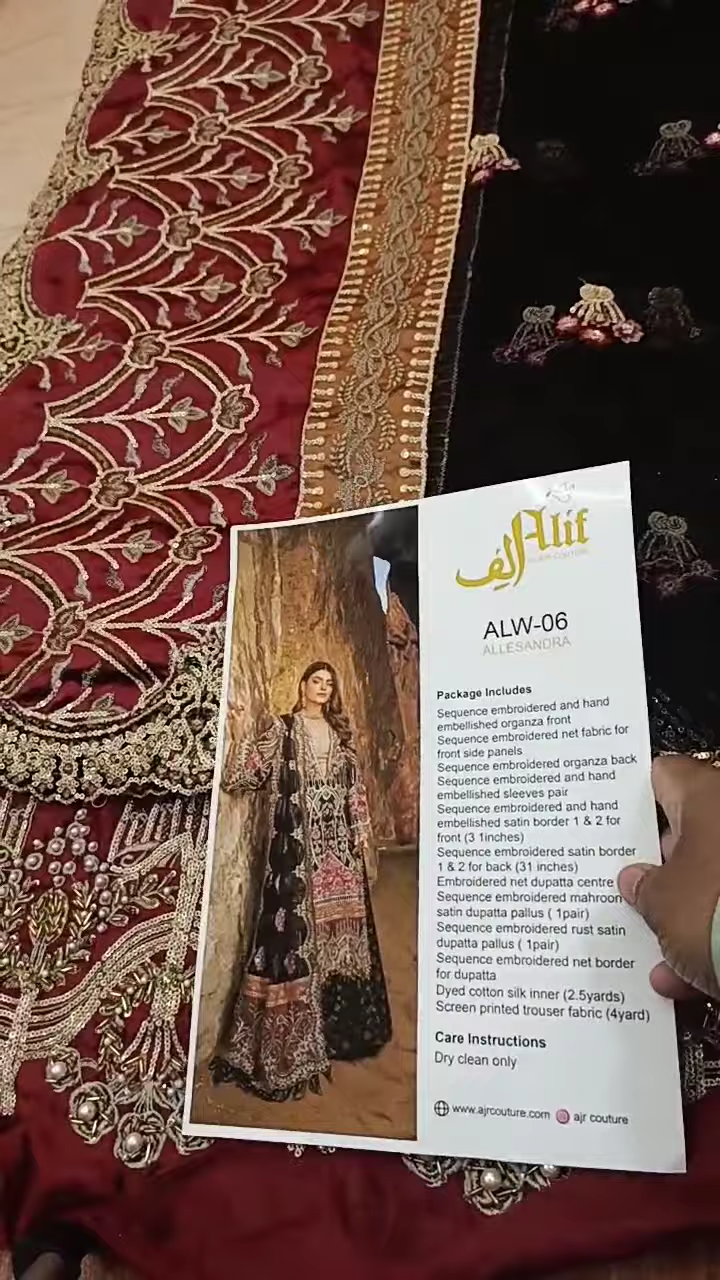 الف Alif
ALW-06
ALLESANDRA
Package Includes
Sequence embroidered and hand
embellished organza front
Sequence embroidered net fabric for
front side panels
Sequence embroidered organza back
Sequence embroidered and hand
embellished sleeves pair
Sequence embroidered and hand
embellished satin border 1 & 2 for
front (3 1inches)
Sequence embroidered satin border
1 & 2 for back (31 inches)
Embroidered net dupatta centre
Sequence embroidered mahroon
satin dupatta pallus ( 1pair)
Sequence embroidered rust satin
dupatta pallus ( 1pair)
Sequence embroidered net border
for dupatta
Dyed cotton silk inner (2.5yards)
Screen printed trouser fabric (4yard)
Care Instructions
Dry clean only
www.ajrcouture.com ajr couture